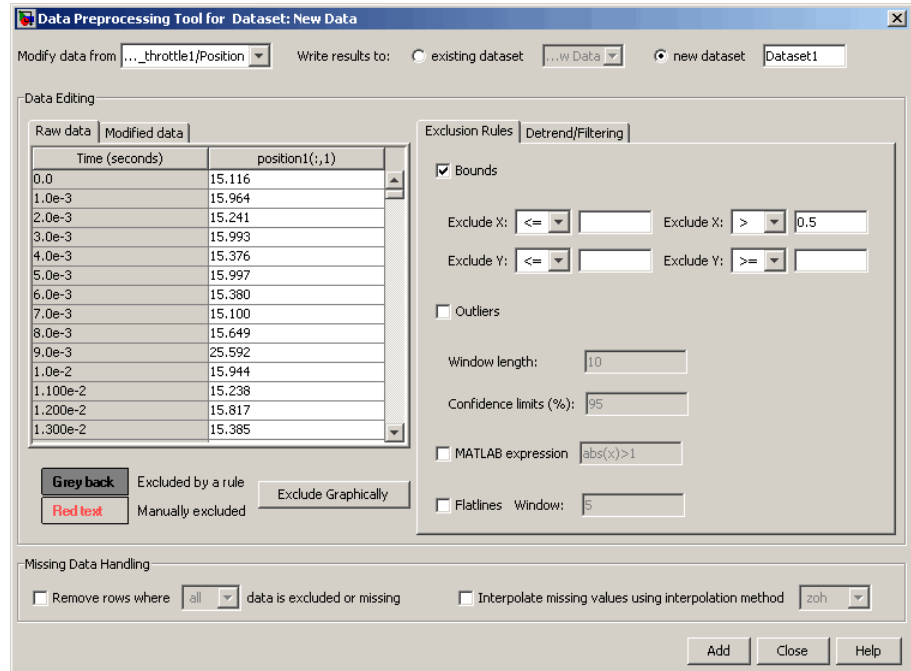 Data Preprocessing Tool for Dataset: New Data
Modify data from ..._throttle1/Position Write results to: existing dataset ...w Data new dataset Dataset1
Data Editing
Raw data Modified data
Time (seconds) position1(:,1)
0.0 15.116
1.0e-3 15.964
2.0e-3 15.241
3.0e-3 15.993
4.0e-3 15.376
5.0e-3 15.997
6.0e-3 15.380
7.0e-3 15.100
8.0e-3 15.649
9.0e-3 25.592
1.0e-2 15.944
1.100e-2 15.238
1.200e-2 15.817
1.300e-2 15.385
Grey back Excluded by a rule
Red text Manually excluded
Exclude Graphically
Exclusion Rules Detrend/Filtering
Bounds
Exclude X: <= Exclude X: > 0.5
Exclude Y: <= Exclude Y: >=
Outliers
Window length: 10
Confidence limits (%): 95
MATLAB expression abs(x)>1
Flatlines Window: 5
Missing Data Handling
Remove rows where all data is excluded or missing Interpolate missing values using interpolation method zoh
Add Close Help